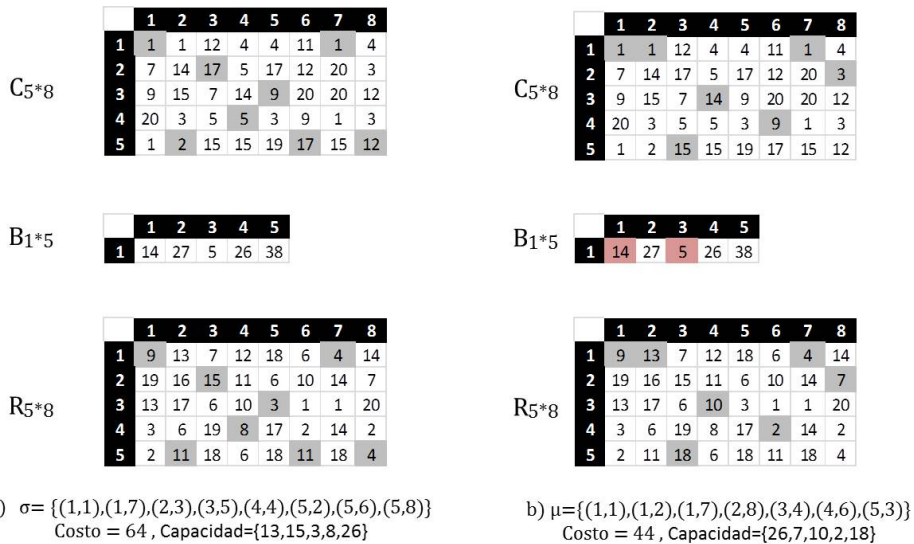 1 2 3 4 5 6 7 8
1 1 1 12 4 4 11 1 4
2 7 14 17 5 17 12 20 3
C5*8
3 9 15 7 14 9 20 20 12
4 20 3 5 5 3 9 1 3
5 1 2 15 15 19 17 15 12
1 2 3 4 5
B1*5
1 14 27 5 26 38
1 2 3 4 5 6 7 8
1 9 13 7 12 18 6 4 14
2 19 16 15 11 6 10 14 7
R5*8
3 13 17 6 10 3 1 1 20
4 3 6 19 8 17 2 14 2
5 2 11 18 6 18 11 18 4
) σ= {(1,1),(1,7),(2,3),(3,5),(4,4),(5,2),(5,6),(5,8)}
Costo = 64 , Capacidad={13,15,3,8,26}
1 2 3 4 5 6 7 8
1 1 1 12 4 4 11 1 4
2 7 14 17 5 17 12 20 3
C5*8
3 9 15 7 14 9 20 20 12
4 20 3 5 5 3 9 1 3
5 1 2 15 15 19 17 15 12
1 2 3 4 5
B1*5
1 14 27 5 26 38
1 2 3 4 5 6 7 8
1 9 13 7 12 18 6 4 14
2 19 16 15 11 6 10 14 7
R5*8
3 13 17 6 10 3 1 1 20
4 3 6 19 8 17 2 14 2
5 2 11 18 6 18 11 18 4
b) μ={(1,1),(1,2),(1,7),(2,8),(3,4),(4,6),(5,3)}
Costo = 44 , Capacidad={26,7,10,2,18}